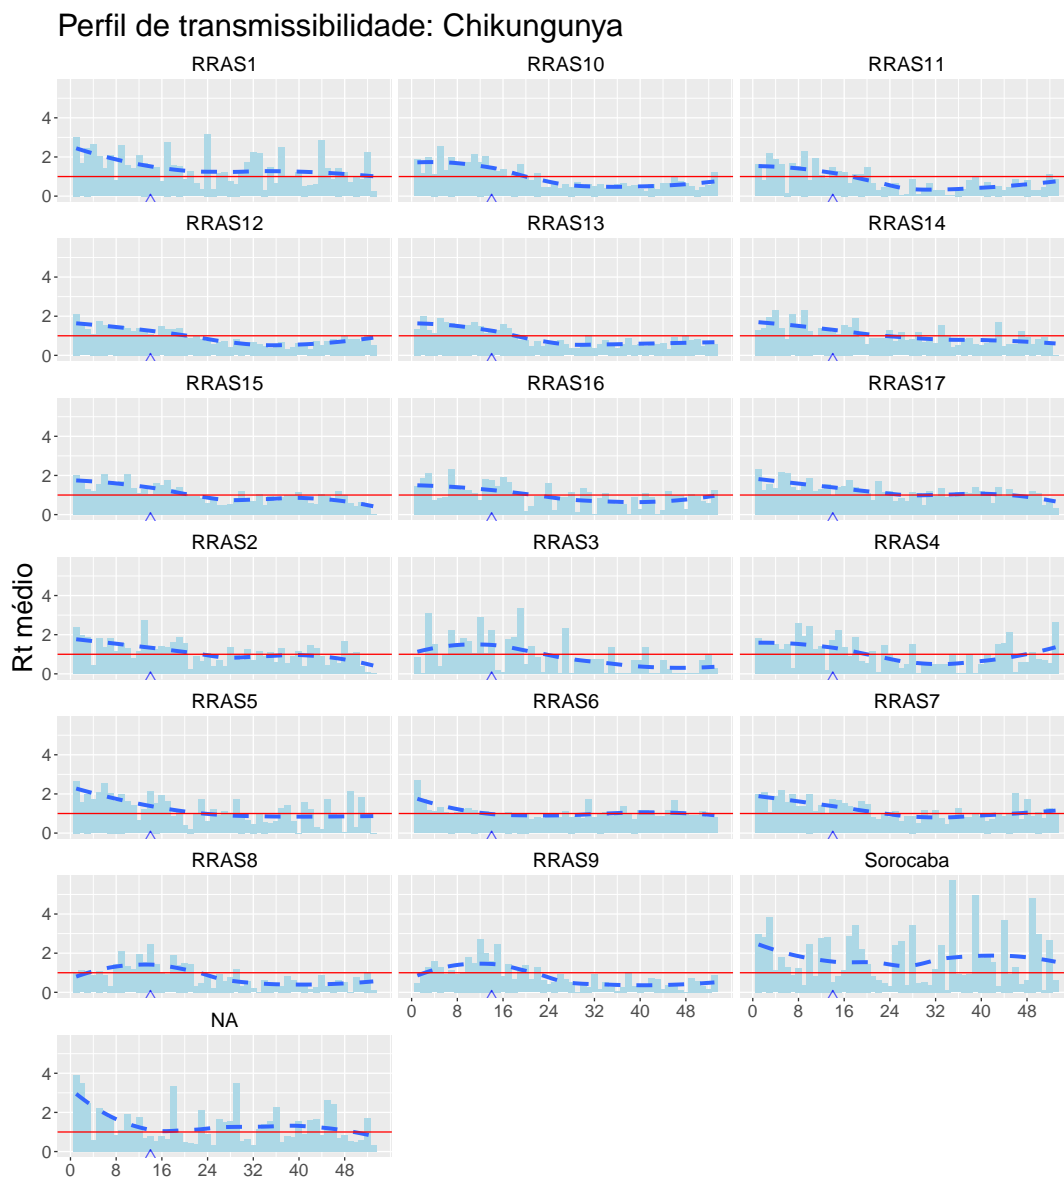 Perfil de transmissibilidade: Chikungunya
RRAS1 RRAS10 RRAS11
4
2
0
RRAS12 RRAS13 RRAS14
4
2
0
RRAS15 RRAS16 RRAS17
4
2
0
RRAS2 RRAS3 RRAS4
4
2
0
Rt médio
RRAS5 RRAS6 RRAS7
4
2
0
RRAS8 RRAS9 Sorocaba
4
2
0
0 8 16 24 32 40 48 0 8 16 24 32 40 48
NA
4
2
0
0 8 16 24 32 40 48